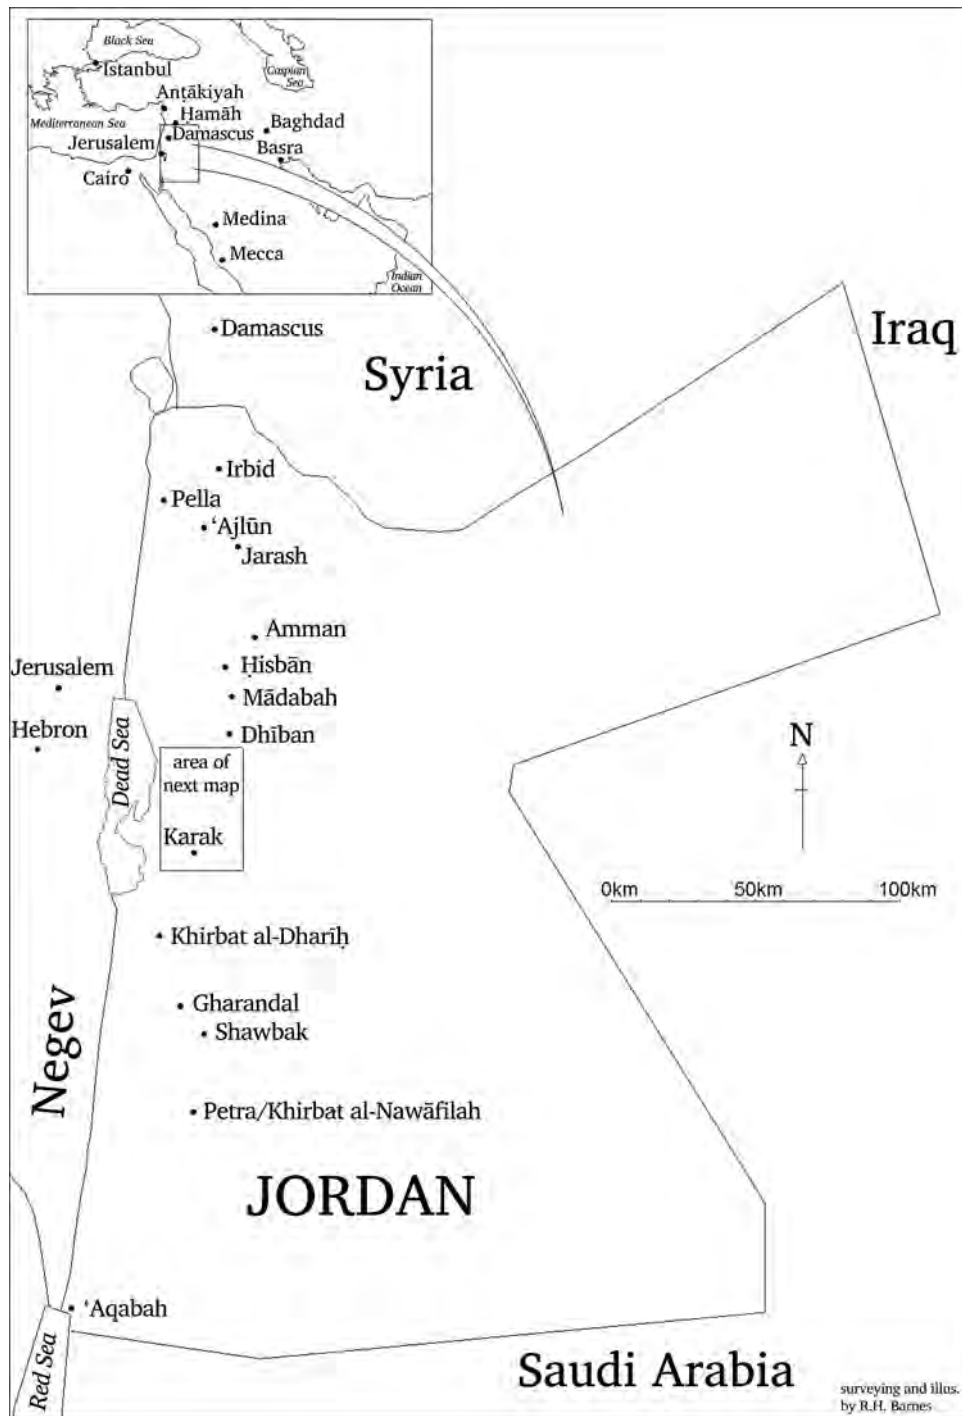 Black Sea
Istanbul
Caspian
Sea
Anṭākiyah
Hamāh
Mediterranean Sea
Damascus
Baghdad
Jerusalem
Basra
Cairo
Medina
Mecca
Indian
Ocean
Damascus
Iraq
Syria
Irbid
Pella
‘Ajlūn
Jarash
Amman
Jerusalem
Ḥisbān
Mādabah
Hebron
Dhīban
Dead Sea
area of
next map
N
Karak
0km 50km 100km
Khirbat al-Dharīḥ
Gharandal
Shawbak
Negev
Petra/Khirbat al-Nawāfilah
JORDAN
‘Aqabah
Red Sea
Saudi Arabia
surveying and illus.
by R.H. Barnes